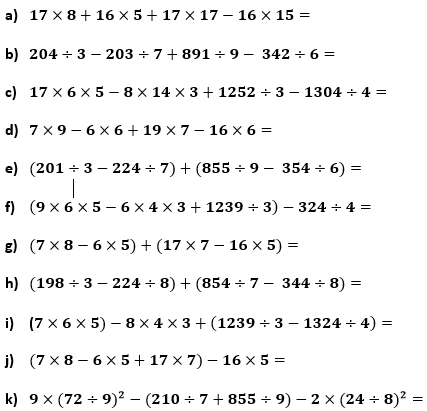 a) 17 × 8 + 16 × 5 + 17 × 17 − 16 × 15 =
b) 204 ÷ 3 − 203 ÷ 7 + 891 ÷ 9 − 342 ÷ 6 =
c) 17 × 6 × 5 − 8 × 14 × 3 + 1252 ÷ 3 − 1304 ÷ 4 =
d) 7 × 9 − 6 × 6 + 19 × 7 − 16 × 6 =
e) (201 ÷ 3 − 224 ÷ 7) + (855 ÷ 9 − 354 ÷ 6) =
f) (9 × 6 × 5 − 6 × 4 × 3 + 1239 ÷ 3) − 324 ÷ 4 =
g) (7 × 8 − 6 × 5) + (17 × 7 − 16 × 5) =
h) (198 ÷ 3 − 224 ÷ 8) + (854 ÷ 7 − 344 ÷ 8) =
i) (7 × 6 × 5) − 8 × 4 × 3 + (1239 ÷ 3 − 1324 ÷ 4) =
j) (7 × 8 − 6 × 5 + 17 × 7) − 16 × 5 =
k) 9 × (72 ÷ 9)² − (210 ÷ 7 + 855 ÷ 9) − 2 × (24 ÷ 8)² =